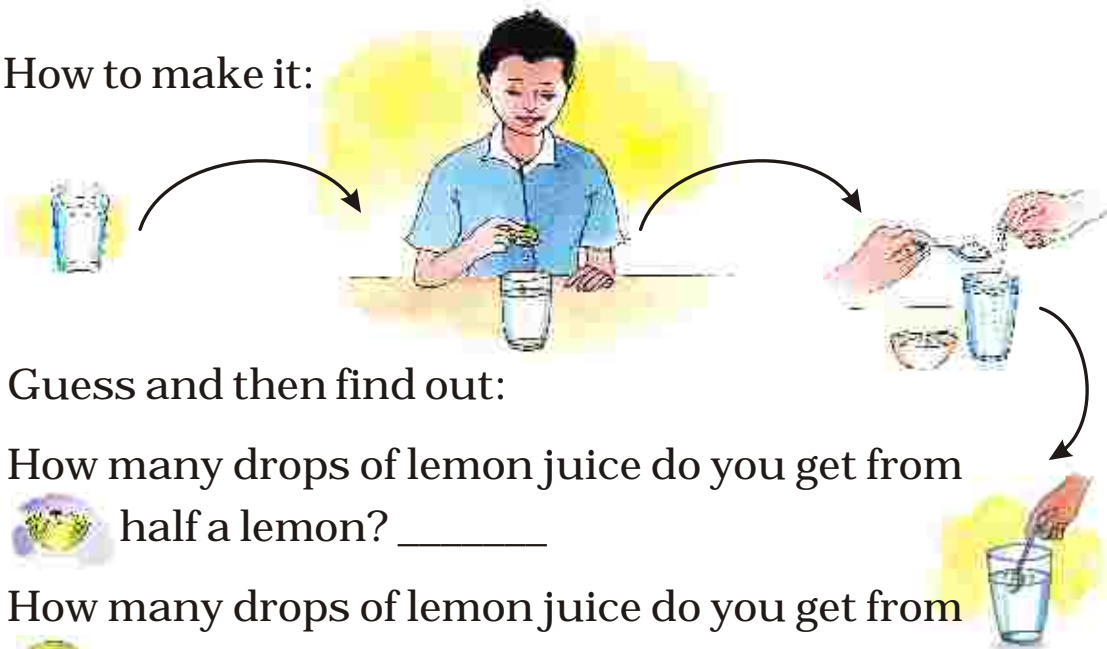 How to make it:
Guess and then find out:
How many drops of lemon juice do you get from
half a lemon? _______
How many drops of lemon juice do you get from